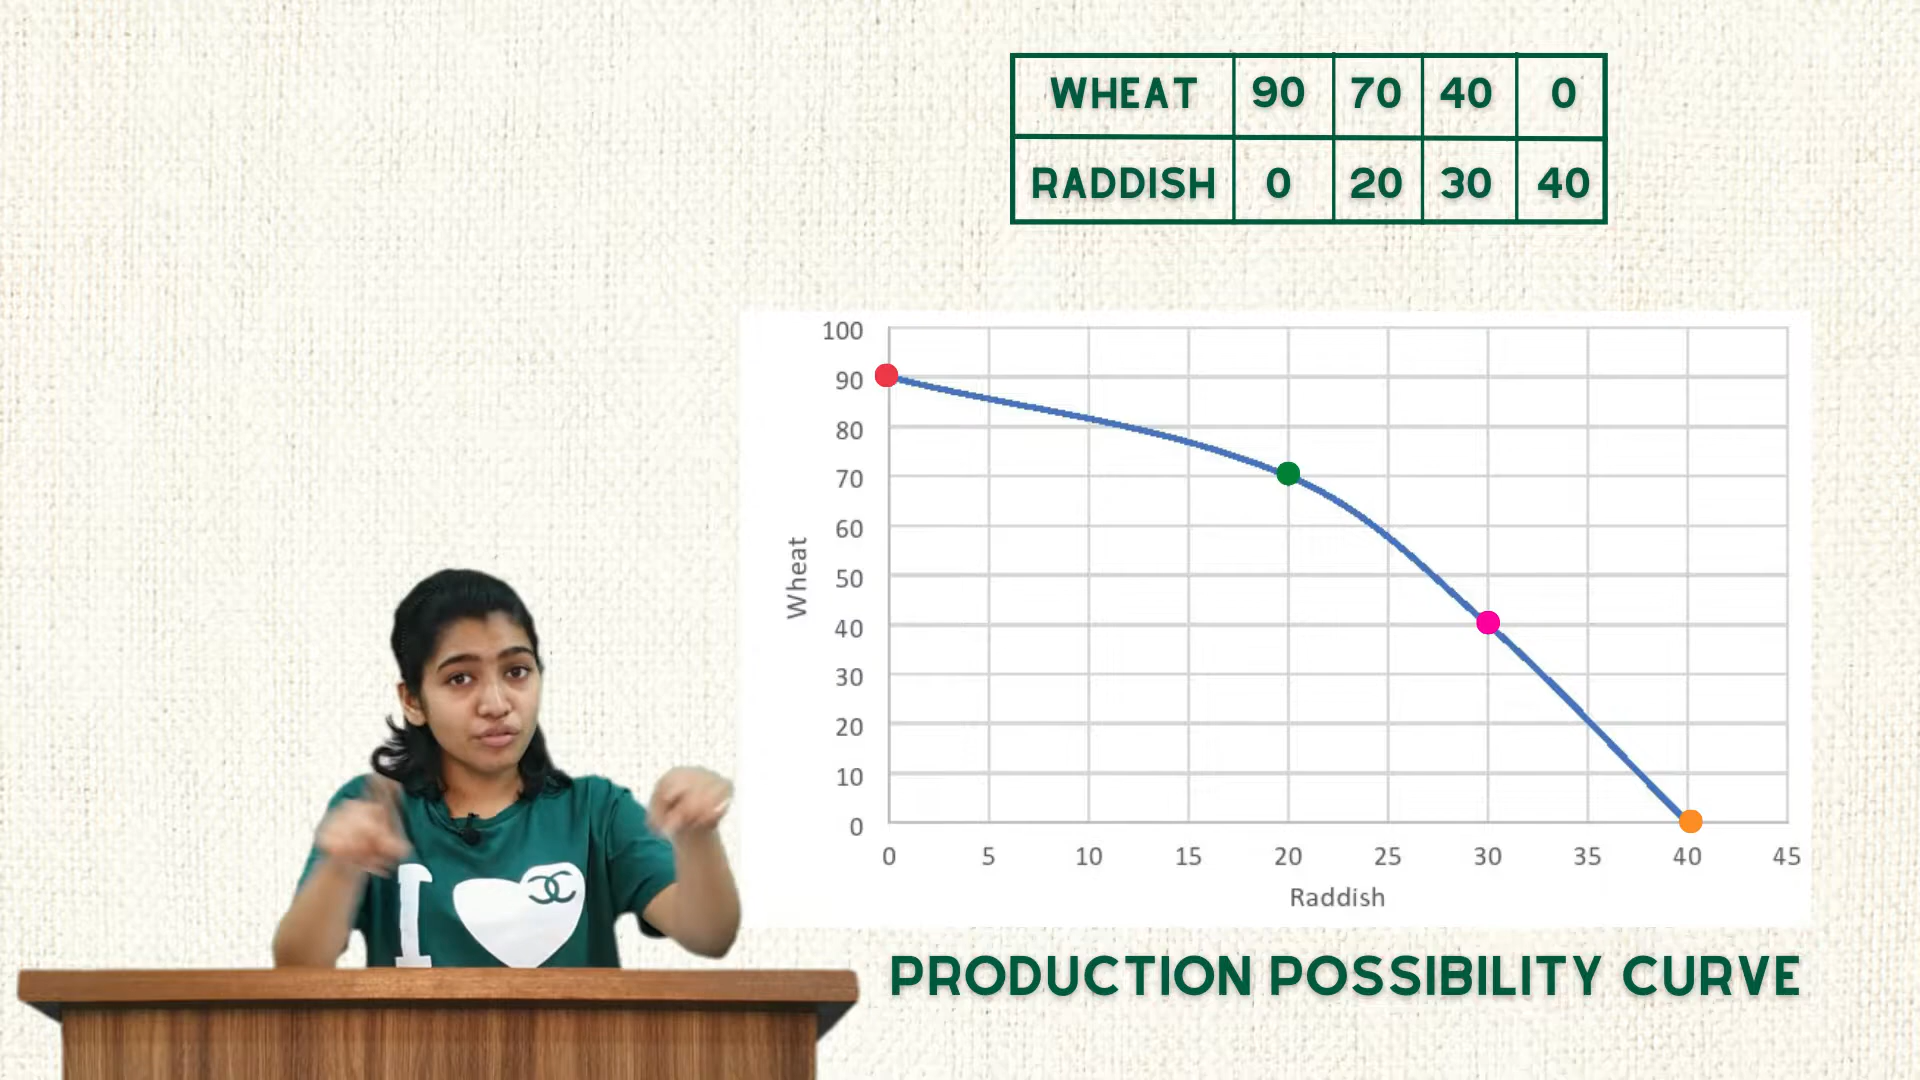 WHEAT 90 70 40 0
RADDISH 0 20 30 40
100
90
80
70
60
50
40
30
20
10
0
Wheat
0 5 10 15 20 25 30 35 40 45
Raddish
I
PRODUCTION POSSIBILITY CURVE